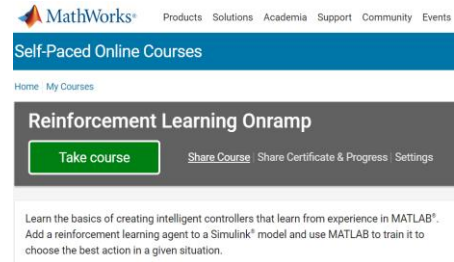 MathWorks® Products Solutions Academia Support Community Events
Self-Paced Online Courses
Home | My Courses
Reinforcement Learning Onramp
Take course Share Course | Share Certificate & Progress | Settings
Learn the basics of creating intelligent controllers that learn from experience in MATLAB®.
Add a reinforcement learning agent to a Simulink® model and use MATLAB to train it to
choose the best action in a given situation.